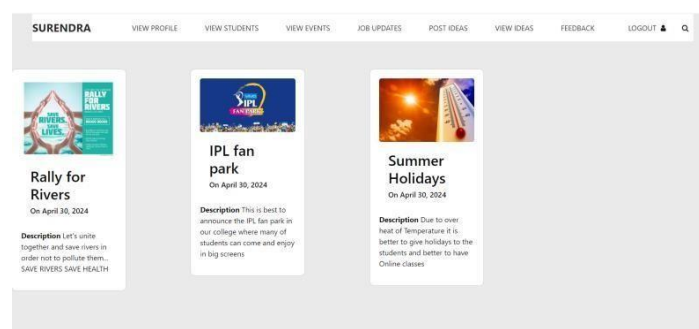 SURENDRA VIEW PROFILE VIEW STUDENTS VIEW EVENTS JOB UPDATES POST IDEAS VIEW IDEAS FEEDBACK LOGOUT
RALLY
FOR
RIVERS
SAVE
RIVERS.
SAVE
LIVES.
Rally for
Rivers
On April 30, 2024
Description Let's unite
together and save rivers in
order not to pollute them...
SAVE RIVERS SAVE HEALTH
IPL
FAN PARK
IPL fan
park
On April 30, 2024
Description This is best to
announce the IPL fan park in
our college where many of
students can come and enjoy
in big screens
Summer
Holidays
On April 30, 2024
Description Due to over
heat of Temperature it is
better to give holidays to the
students and better to have
Online classes